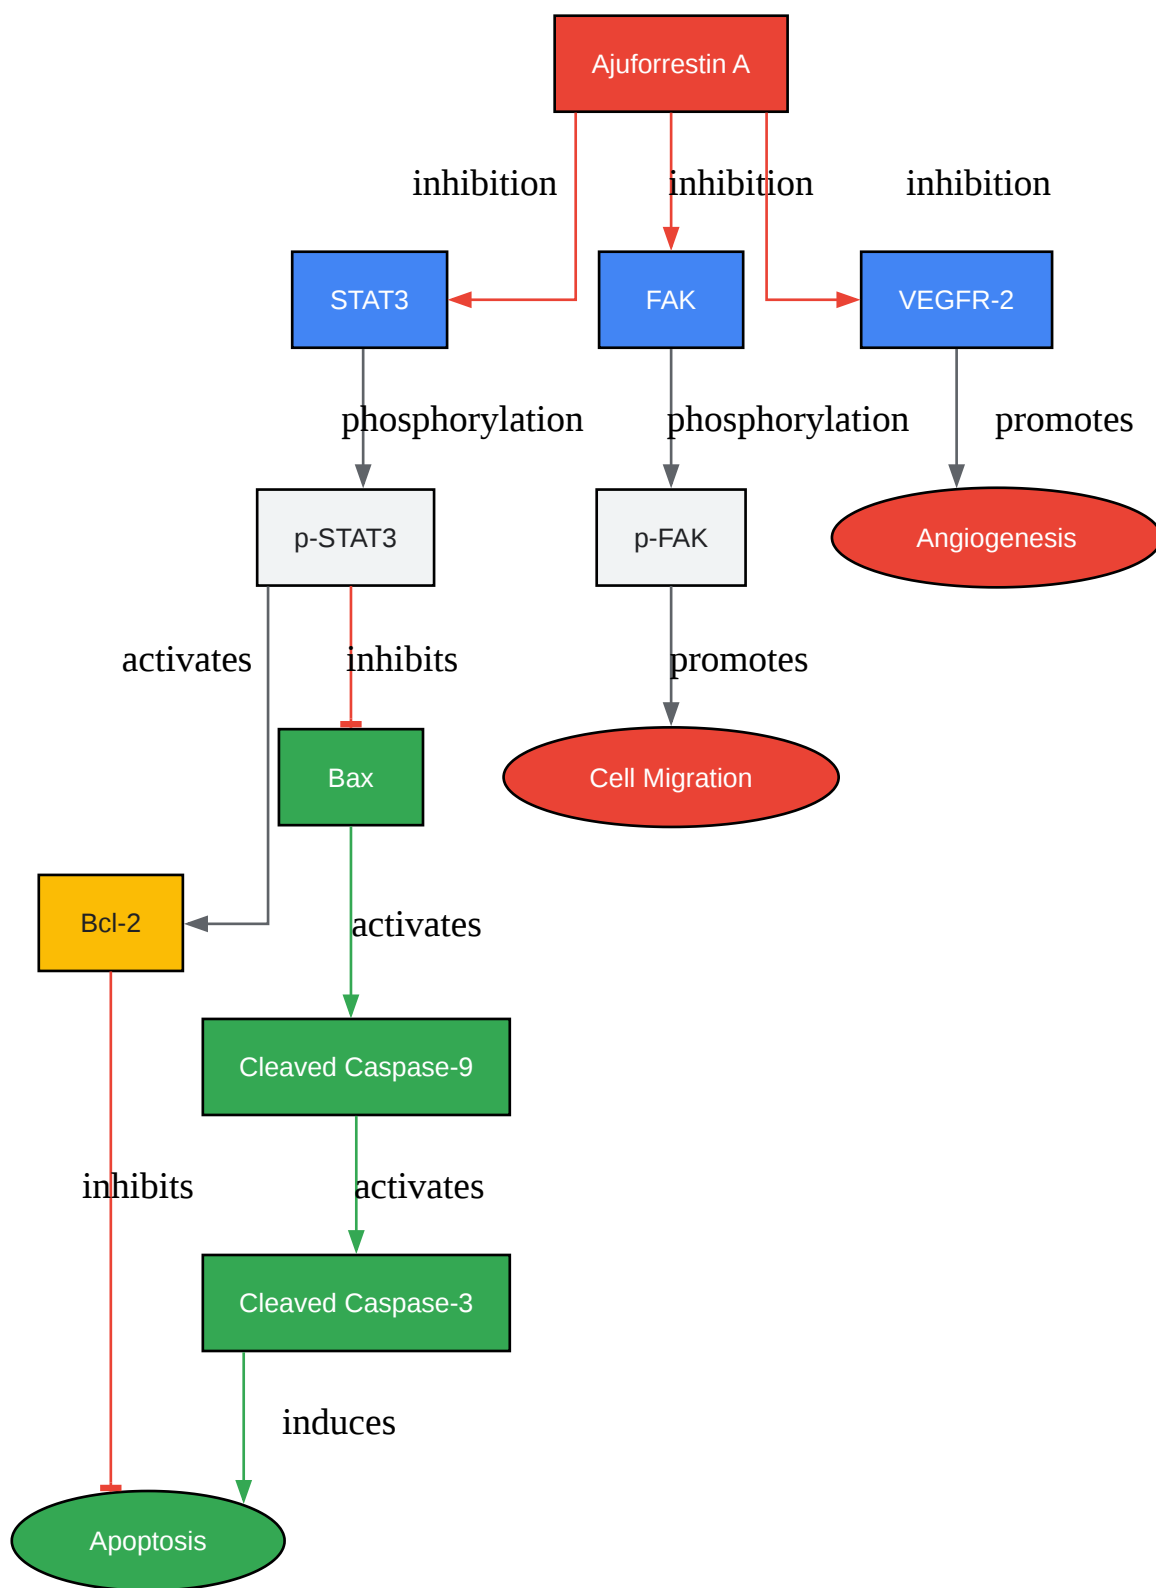 Ajuforrestin A
inhibition
inhibition
inhibition
STAT3
FAK
VEGFR-2
phosphorylation
phosphorylation
promotes
p-STAT3
p-FAK
Angiogenesis
activates
inhibits
promotes
Bax
Cell Migration
Bcl-2
activates
Cleaved Caspase-9
inhibits
activates
Cleaved Caspase-3
induces
Apoptosis